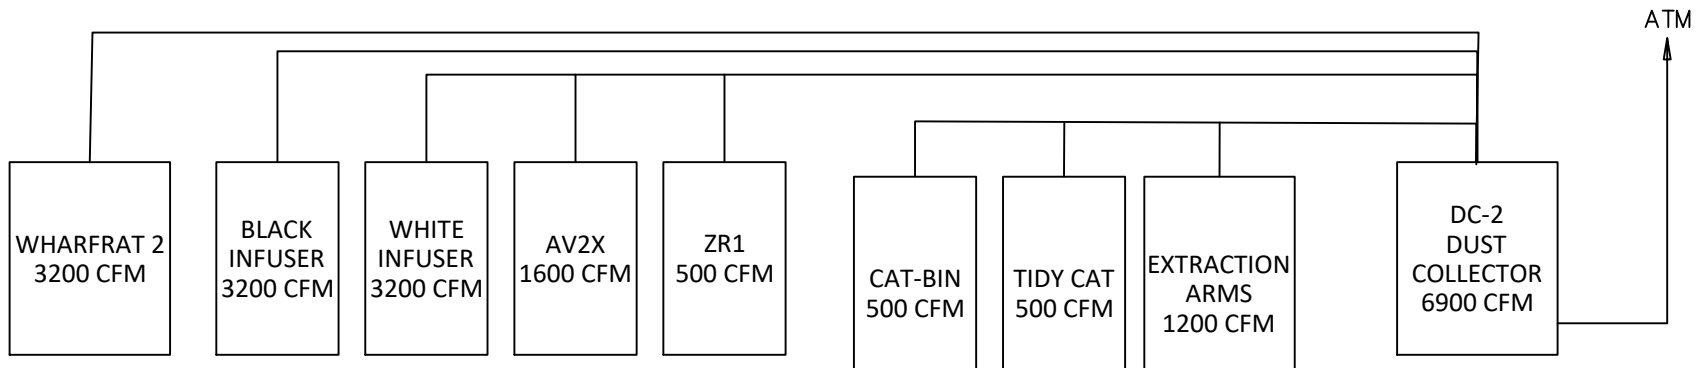 ATM
WHARFRAT 2
3200 CFM
BLACK
INFUSER
3200 CFM
WHITE
INFUSER
3200 CFM
AV2X
1600 CFM
ZR1
500 CFM
CAT-BIN
500 CFM
TIDY CAT
500 CFM
EXTRACTION
ARMS
1200 CFM
DC-2
DUST
COLLECTOR
6900 CFM